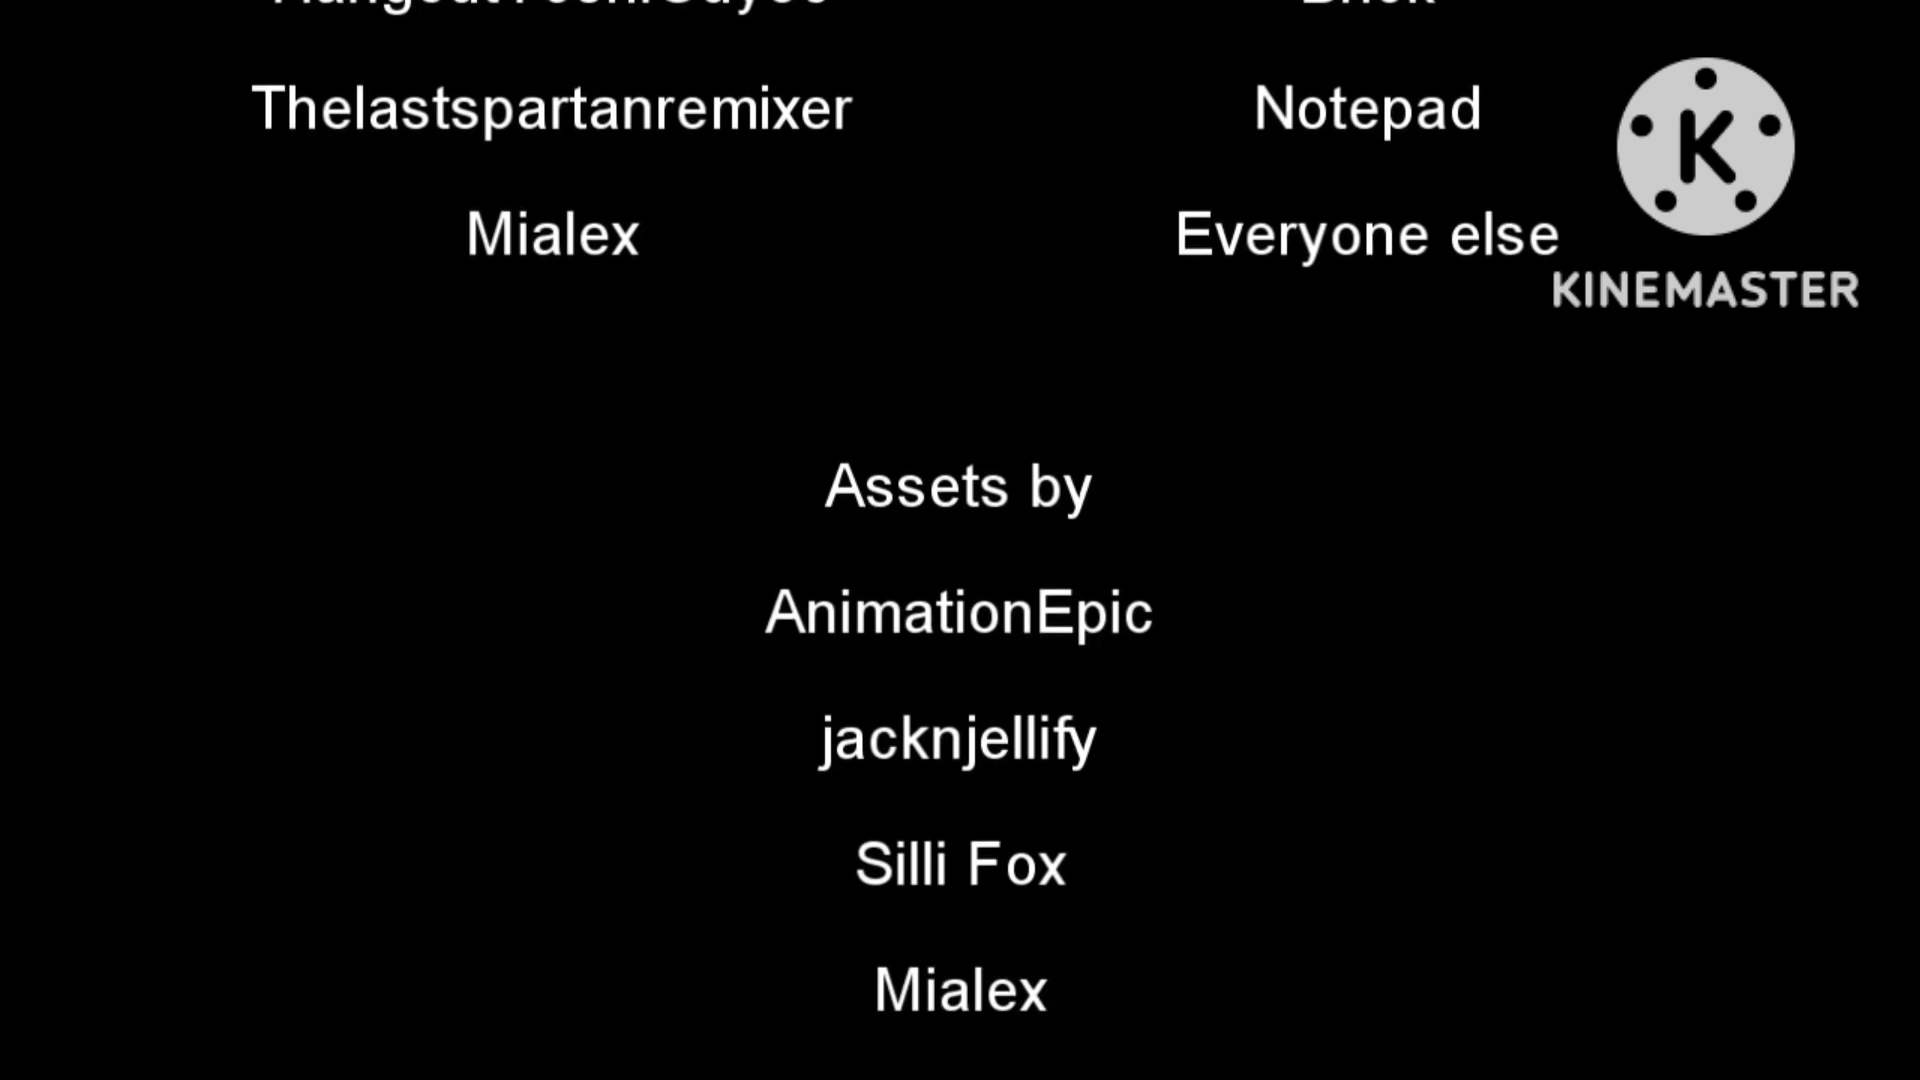 Thelastspartanremixer Notepad
Mialex Everyone else
K
KINEMASTER
Assets by
AnimationEpic
jacknjellify
Silli Fox
Mialex